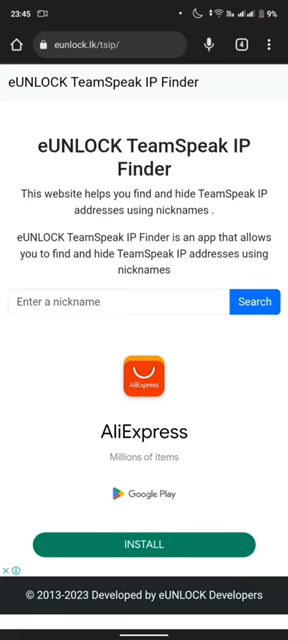 23:45
9%
eunlock.lk/tsip/
4
eUNLOCK TeamSpeak IP Finder
eUNLOCK TeamSpeak IP
Finder
This website helps you find and hide TeamSpeak IP
addresses using nicknames .
eUNLOCK TeamSpeak IP Finder is an app that allows
you to find and hide TeamSpeak IP addresses using
nicknames
Enter a nickname
Search
AliExpress
AliExpress
Millions of items
Google Play
INSTALL
© 2013-2023 Developed by eUNLOCK Developers